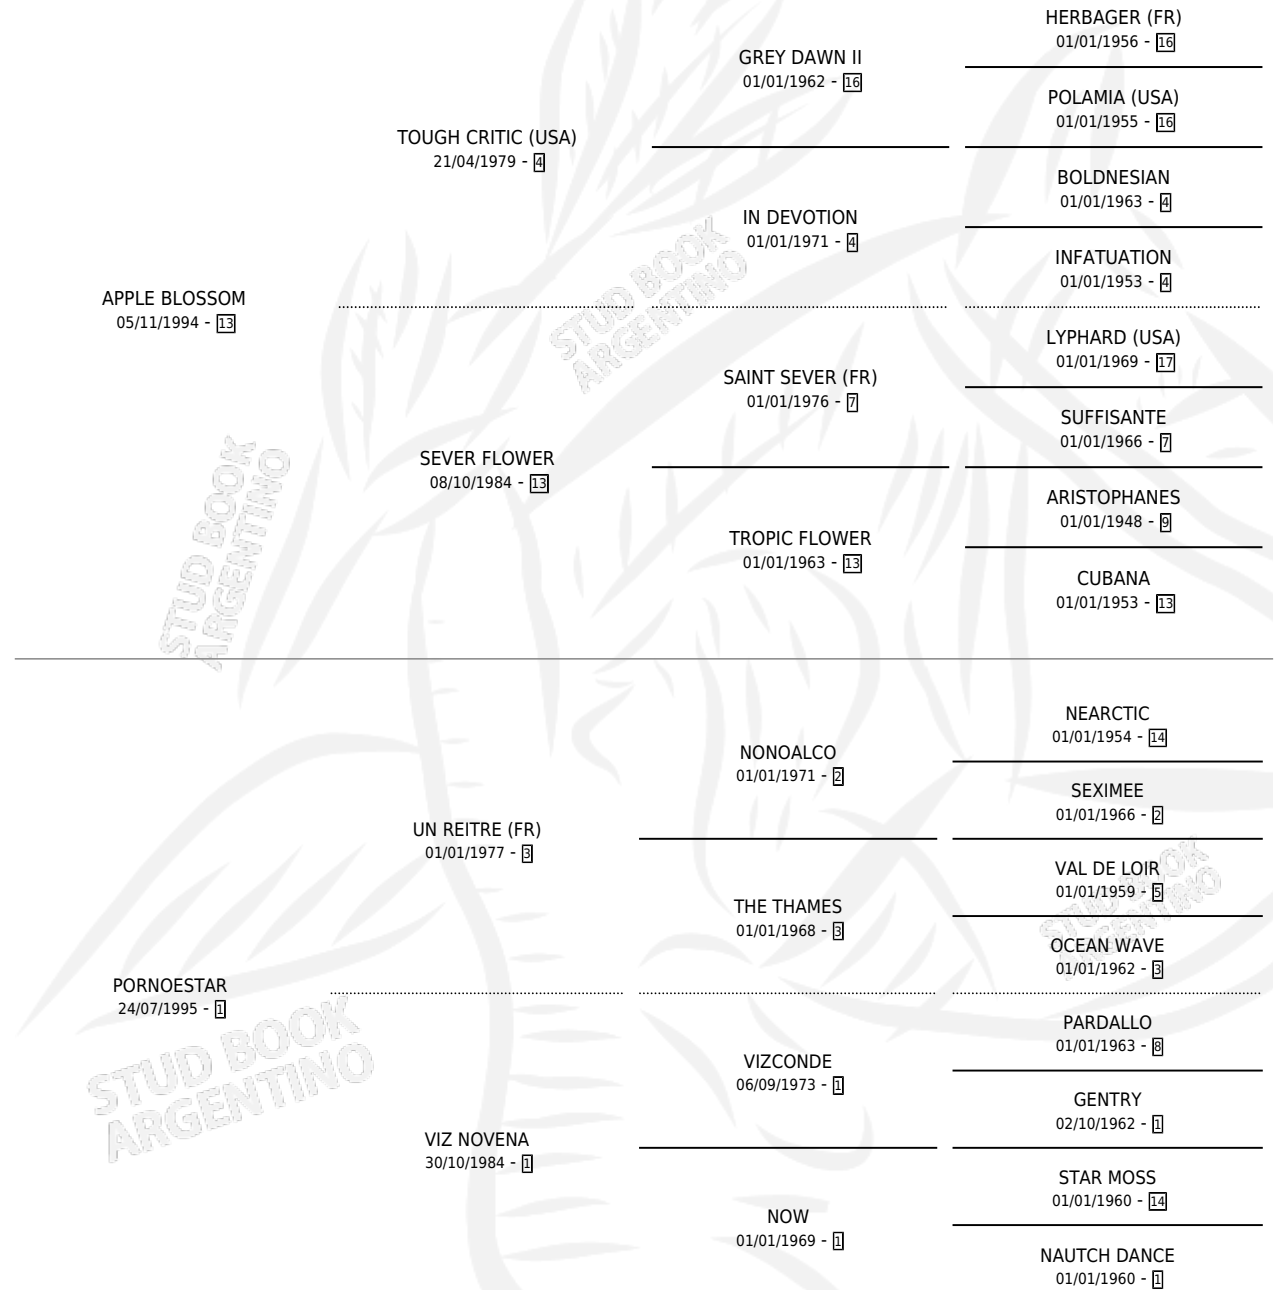 HERBAGER (FR)
01/01/1956 - 16
GREY DAWN II
01/01/1962 - 16
POLAMIA (USA)
01/01/1955 - 16
TOUGH CRITIC (USA)
21/04/1979 - 4
BOLDNESIAN
01/01/1963 - 4
IN DEVOTION
01/01/1971 - 4
INFATUATION
01/01/1953 - 4
APPLE BLOSSOM
05/11/1994 - 13
LYPHARD (USA)
01/01/1969 - 17
SAINT SEVER (FR)
01/01/1976 - 7
SUFFISANTE
01/01/1966 - 7
SEVER FLOWER
08/10/1984 - 13
ARISTOPHANES
01/01/1948 - 9
TROPIC FLOWER
01/01/1963 - 13
CUBANA
01/01/1953 - 13
STUD BOOK
ARGENTINO
STUD BOOK
ARGENTINO
NEARCTIC
01/01/1954 - 14
NONOALCO
01/01/1971 - 2
SEXIMEE
01/01/1966 - 2
UN REITRE (FR)
01/01/1977 - 3
VAL DE LOIR
01/01/1959 - 5
THE THAMES
01/01/1968 - 3
OCEAN WAVE
01/01/1962 - 3
PORNOESTAR
24/07/1995 - 1
PARDALLO
01/01/1963 - 8
VIZCONDE
06/09/1973 - 1
GENTRY
02/10/1962 - 1
VIZ NOVENA
30/10/1984 - 1
STAR MOSS
01/01/1960 - 14
NOW
01/01/1969 - 1
NAUTCH DANCE
01/01/1960 - 1
STUD BOOK
ARGENTINO
STUD BOOK
ARGENTINO